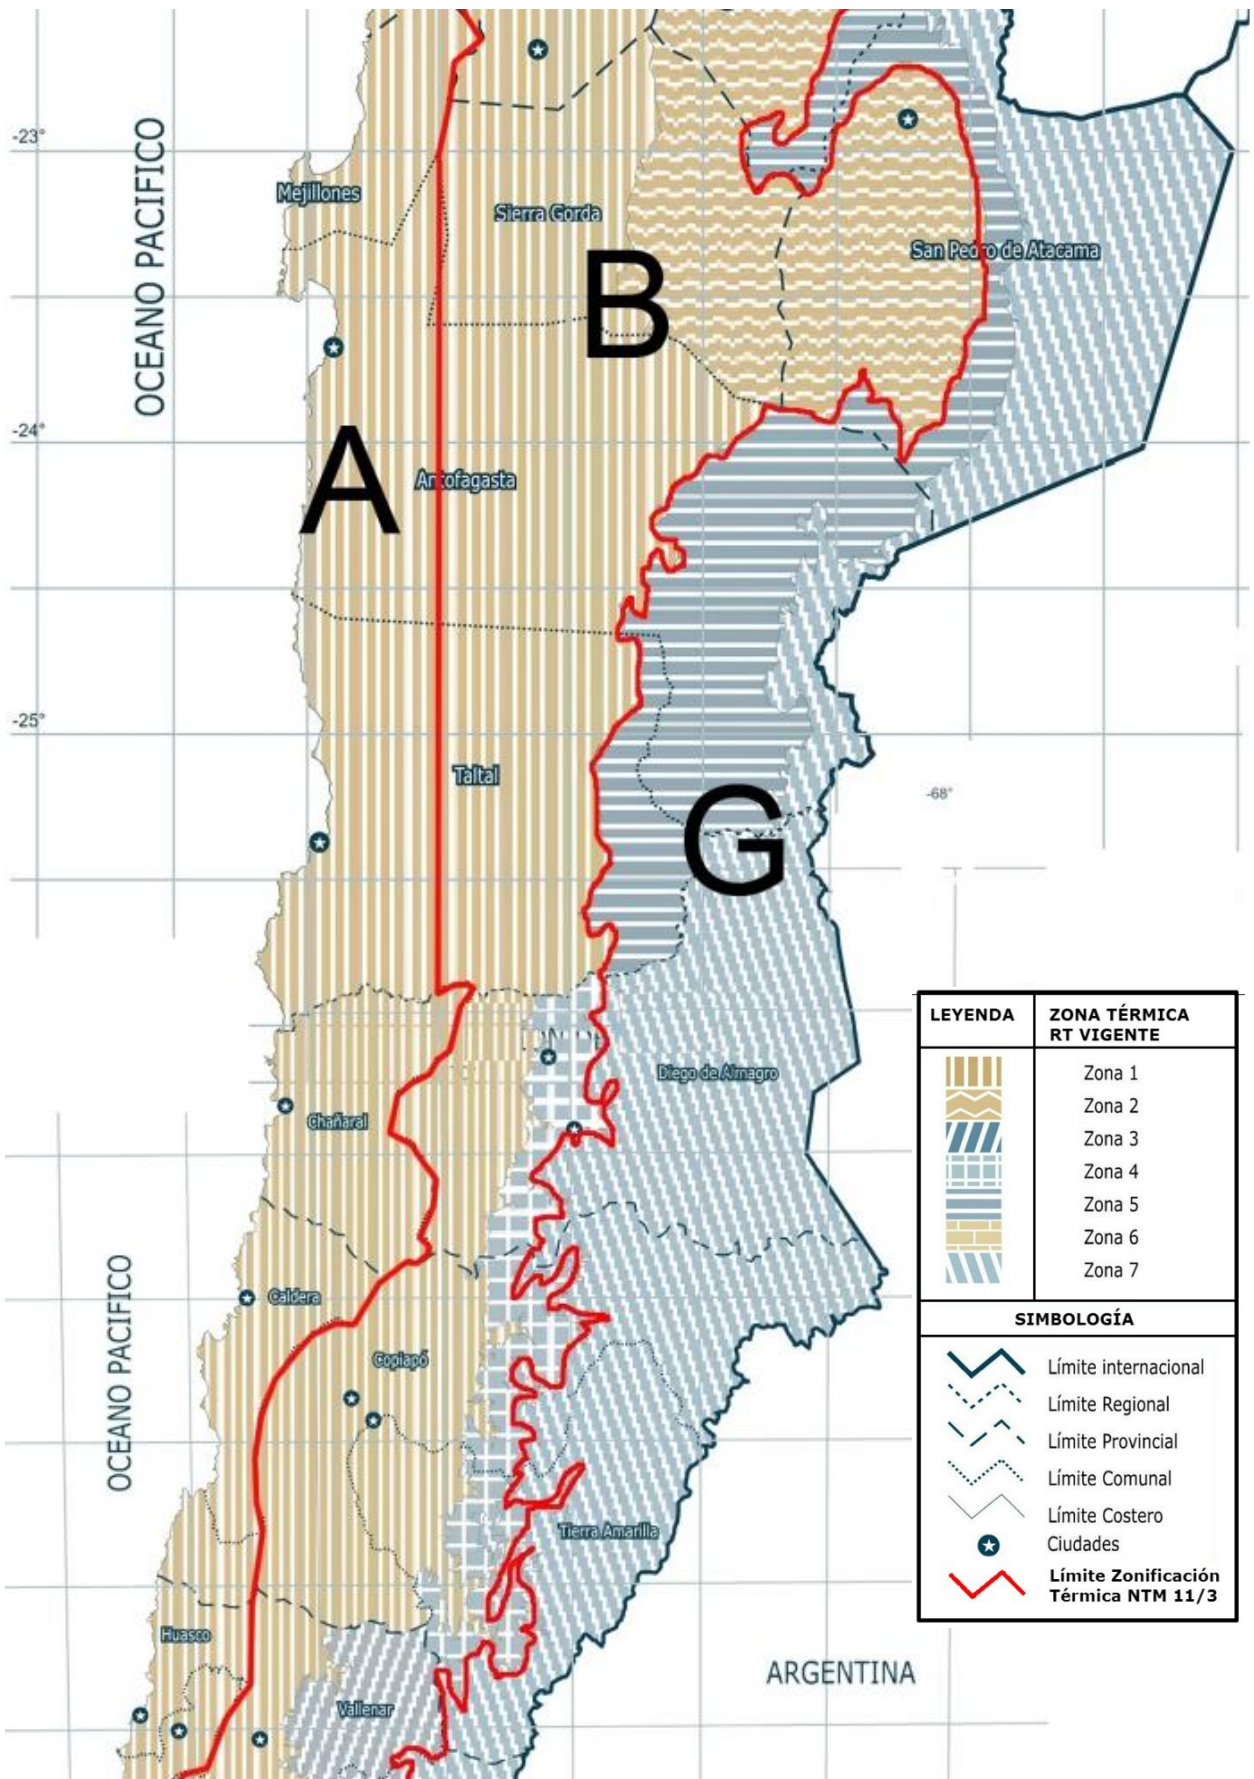 -23°
OCEANO PACIFICO
Mejillones
Sierra Gorda
San Pedro de Atacama
B
-24°
A
Antofagasta
-25°
Taltal
G
-68°
LEYENDA
ZONA TÉRMICA
RT VIGENTE
Zona 1
Zona 2
Zona 3
Zona 4
Zona 5
Zona 6
Zona 7
SIMBOLOGÍA
Límite internacional
Límite Regional
Límite Provincial
Límite Comunal
Límite Costero
Ciudades
Límite Zonificación
Térmica NTM 11/3
Diego de Almagro
Chañaral
OCEANO PACIFICO
Caldera
Copiapó
Tierra Amarilla
Huasco
ARGENTINA
Vallenar